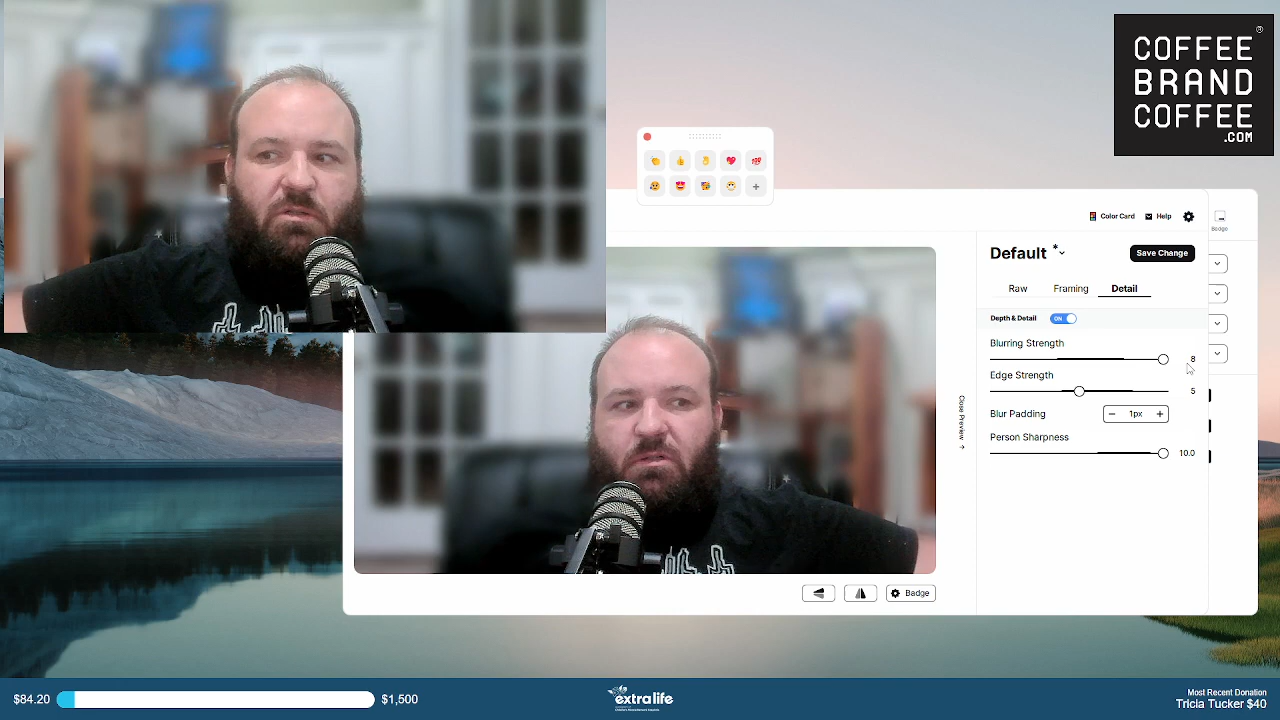 COFFEE
BRAND
COFFEE
.COM
®
Color Card
Help
Badge
Default *
Save Change
Raw
Framing
Detail
Depth & Detail
ON
Blurring Strength
8
Edge Strength
5
Blur Padding
− 1px +
Person Sharpness
10.0
Close Preview →
Badge
$84.20
$1,500
extralife
Most Recent Donation
Tricia Tucker $40